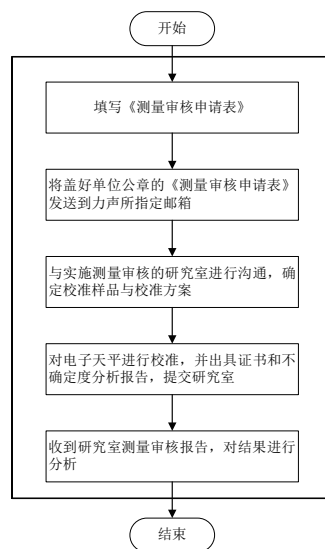 开始
填写《测量审核申请表》
将盖好单位公章的《测量审核申请表》
发送到力声所指定邮箱
与实施测量审核的研究室进行沟通，确
定校准样品与校准方案
对电子天平进行校准，并出具证书和不
确定度分析报告，提交研究室
收到研究室测量审核报告，对结果进行
分析
结束